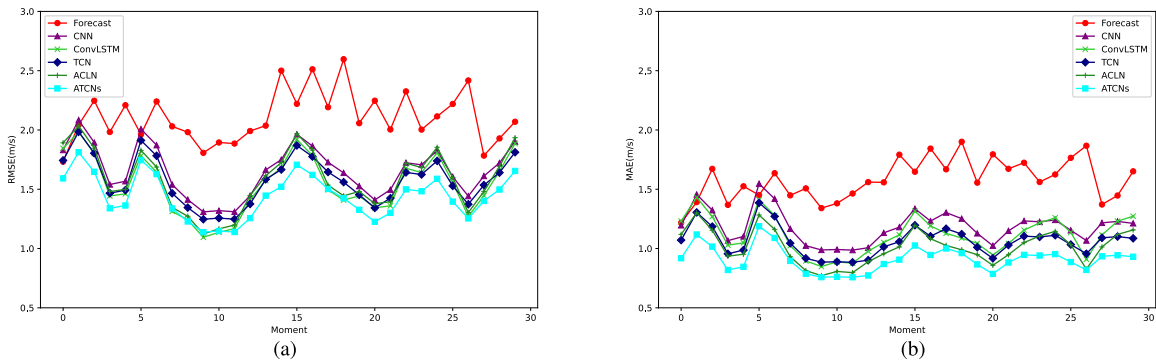 3.0
2.5
2.0
1.5
1.0
0.5
RMSE(m/s)
Forecast
CNN
ConvLSTM
TCN
ACLN
ATCNs
0 5 10 15 20 25 30
Moment
(a)
3.0
2.5
2.0
1.5
1.0
0.5
MAE(m/s)
Forecast
CNN
ConvLSTM
TCN
ACLN
ATCNs
0 5 10 15 20 25 30
Moment
(b)